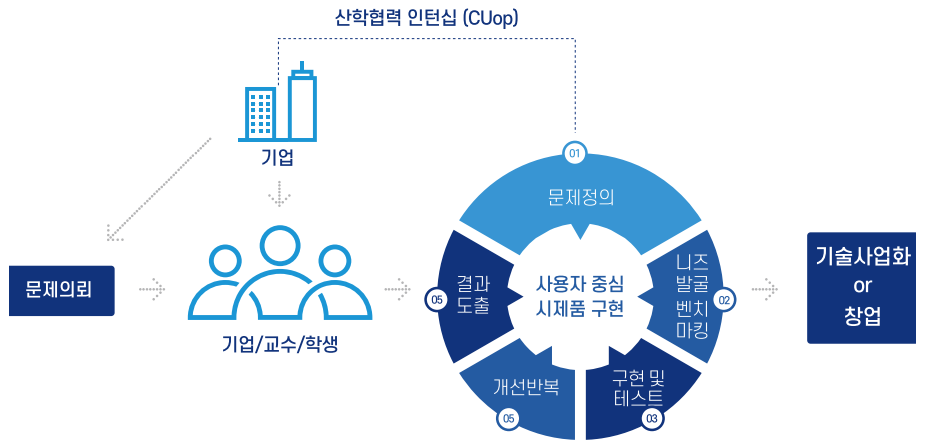 산학협력 인턴십 (CUop)
기업
문제의뢰
기업/교수/학생
01
문제정의
니즈
발굴
벤치
마킹
02
구현 및
테스트
03
개선반복
05
결과
도출
05
사용자 중심
시제품 구현
기술사업화
or
창업